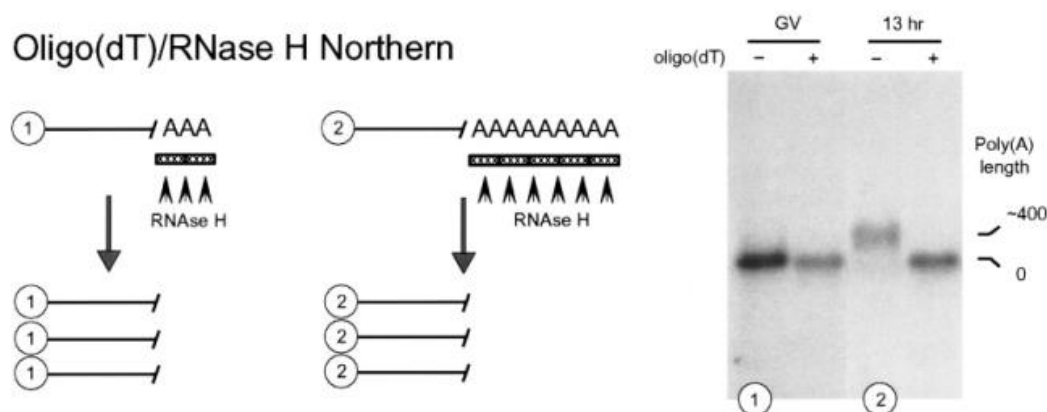 Oligo(dT)/RNase H Northern
1 AAA
RNAse H
1
1
1
2 AAAAAAAAA
RNAse H
2
2
2
GV 13 hr
oligo(dT) – + – +
Poly(A)
length
~400
0
1 2